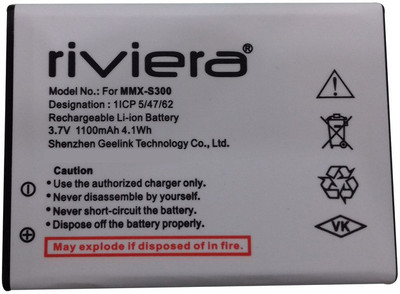 riviera®
Model No.: For MMX-S300
Designation : 1ICP 5/47/62
Rechargeable Li-ion Battery
3.7V 1100mAh 4.1Wh
Shenzhen Geelink Technology Co., Ltd.
• Use the authorized charger only.
• Never disassemble by yourself.
• Never short-circuit the battery.
• Dispose off the battery properly.
May explode if disposed of in fire.
VK